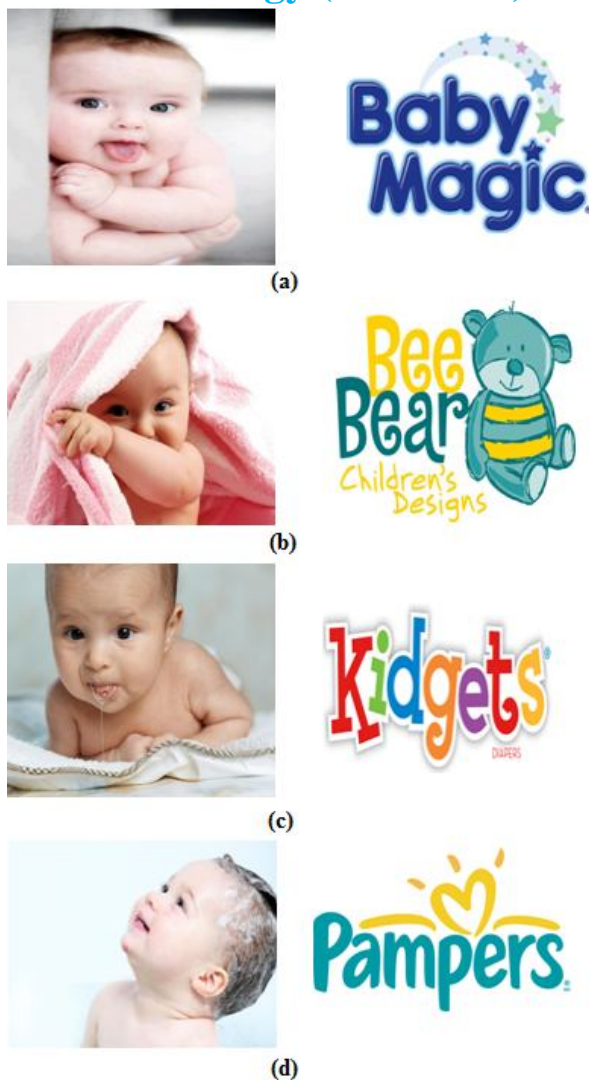 Baby
Magic
(a)
Bee
Bear
Children's
Designs
(b)
Kidgets®
DIAPERS
(c)
Pampers
(d)